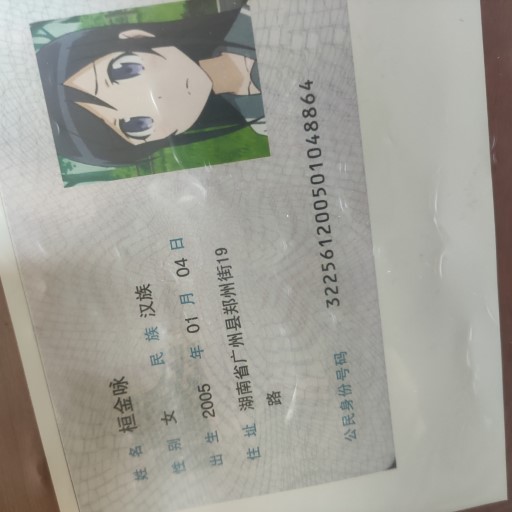 姓名 桓金咏
性别 女 民族 汉族
出生 2005 年 01 月 04 日
住址 湖南省广州县郑州街19
路
公民身份号码 322561200501048864